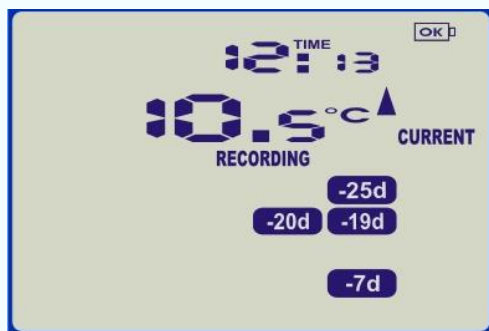 OK
TIME
12:13
10.5°C
CURRENT
RECORDING
-25d
-20d -19d
-7d